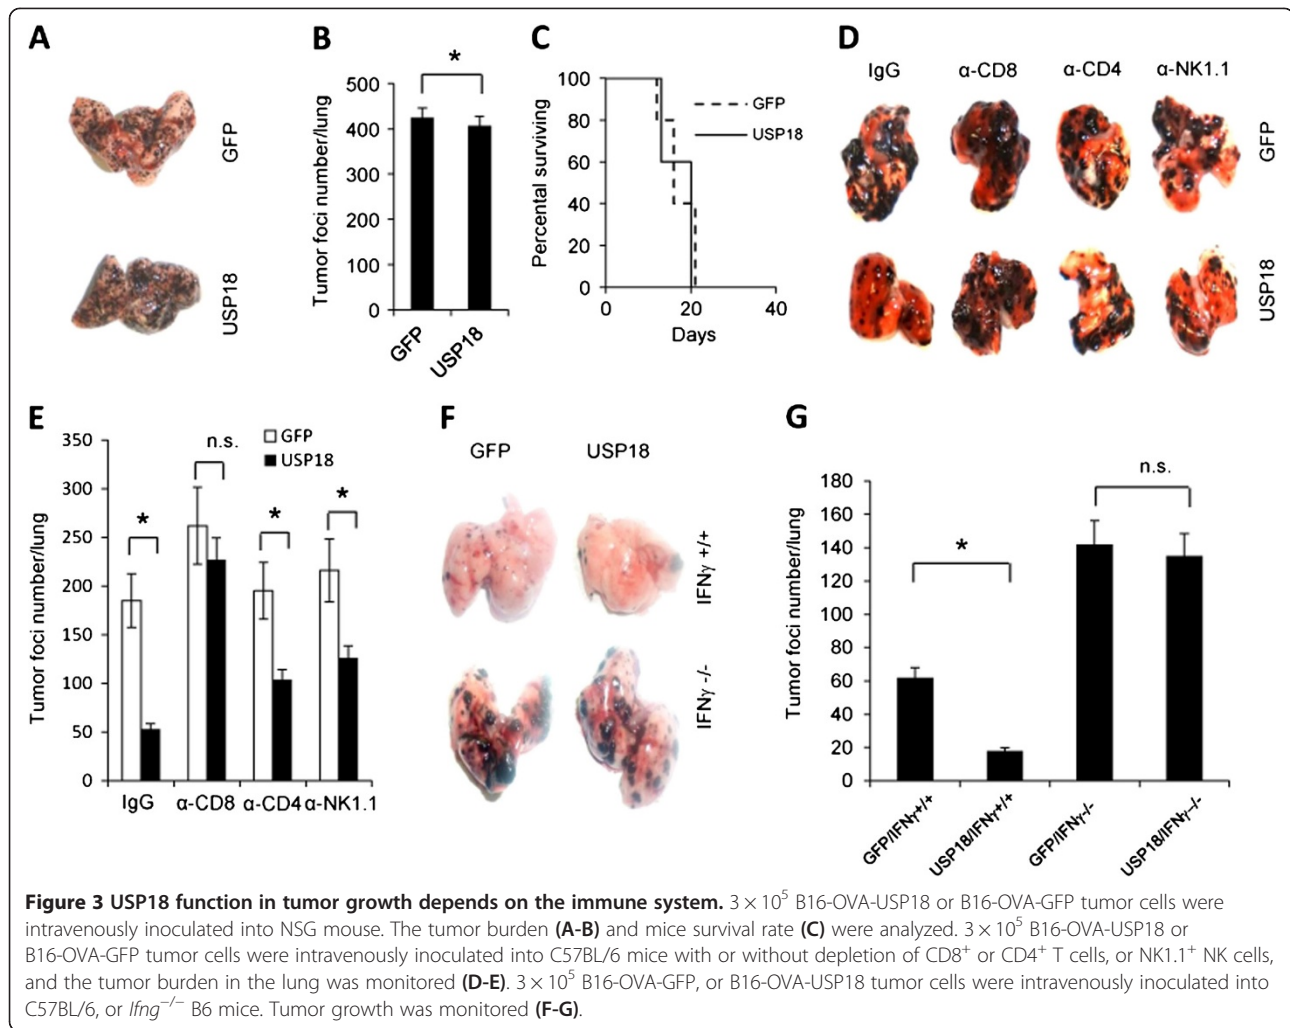 A
GFP
USP18
B
*
Tumor foci number/lung
500
400
300
200
100
0
GFP
USP18
C
Percental surviving
100
80
60
40
20
0
0 20 40
Days
GFP
USP18
D
IgG α-CD8 α-CD4 α-NK1.1
GFP
USP18
E
Tumor foci number/lung
350
300
250
200
150
100
50
0
GFP
USP18
* n.s. * *
IgG α-CD8 α-CD4 α-NK1.1
F
GFP USP18
IFNγ +/+
IFNγ -/-
G
Tumor foci number/lung
180
160
140
120
100
80
60
40
20
0
* n.s.
GFP/IFNγ+/+
USP18/IFNγ+/+
GFP/IFNγ-/-
USP18/IFNγ-/-
Figure 3 USP18 function in tumor growth depends on the immune system. 3 × 10⁵ B16-OVA-USP18 or B16-OVA-GFP tumor cells were
intravenously inoculated into NSG mouse. The tumor burden (A-B) and mice survival rate (C) were analyzed. 3 × 10⁵ B16-OVA-USP18 or
B16-OVA-GFP tumor cells were intravenously inoculated into C57BL/6 mice with or without depletion of CD8⁺ or CD4⁺ T cells, or NK1.1⁺ NK cells,
and the tumor burden in the lung was monitored (D-E). 3 × 10⁵ B16-OVA-GFP, or B16-OVA-USP18 tumor cells were intravenously inoculated into
C57BL/6, or Ifng⁻/⁻ B6 mice. Tumor growth was monitored (F-G).